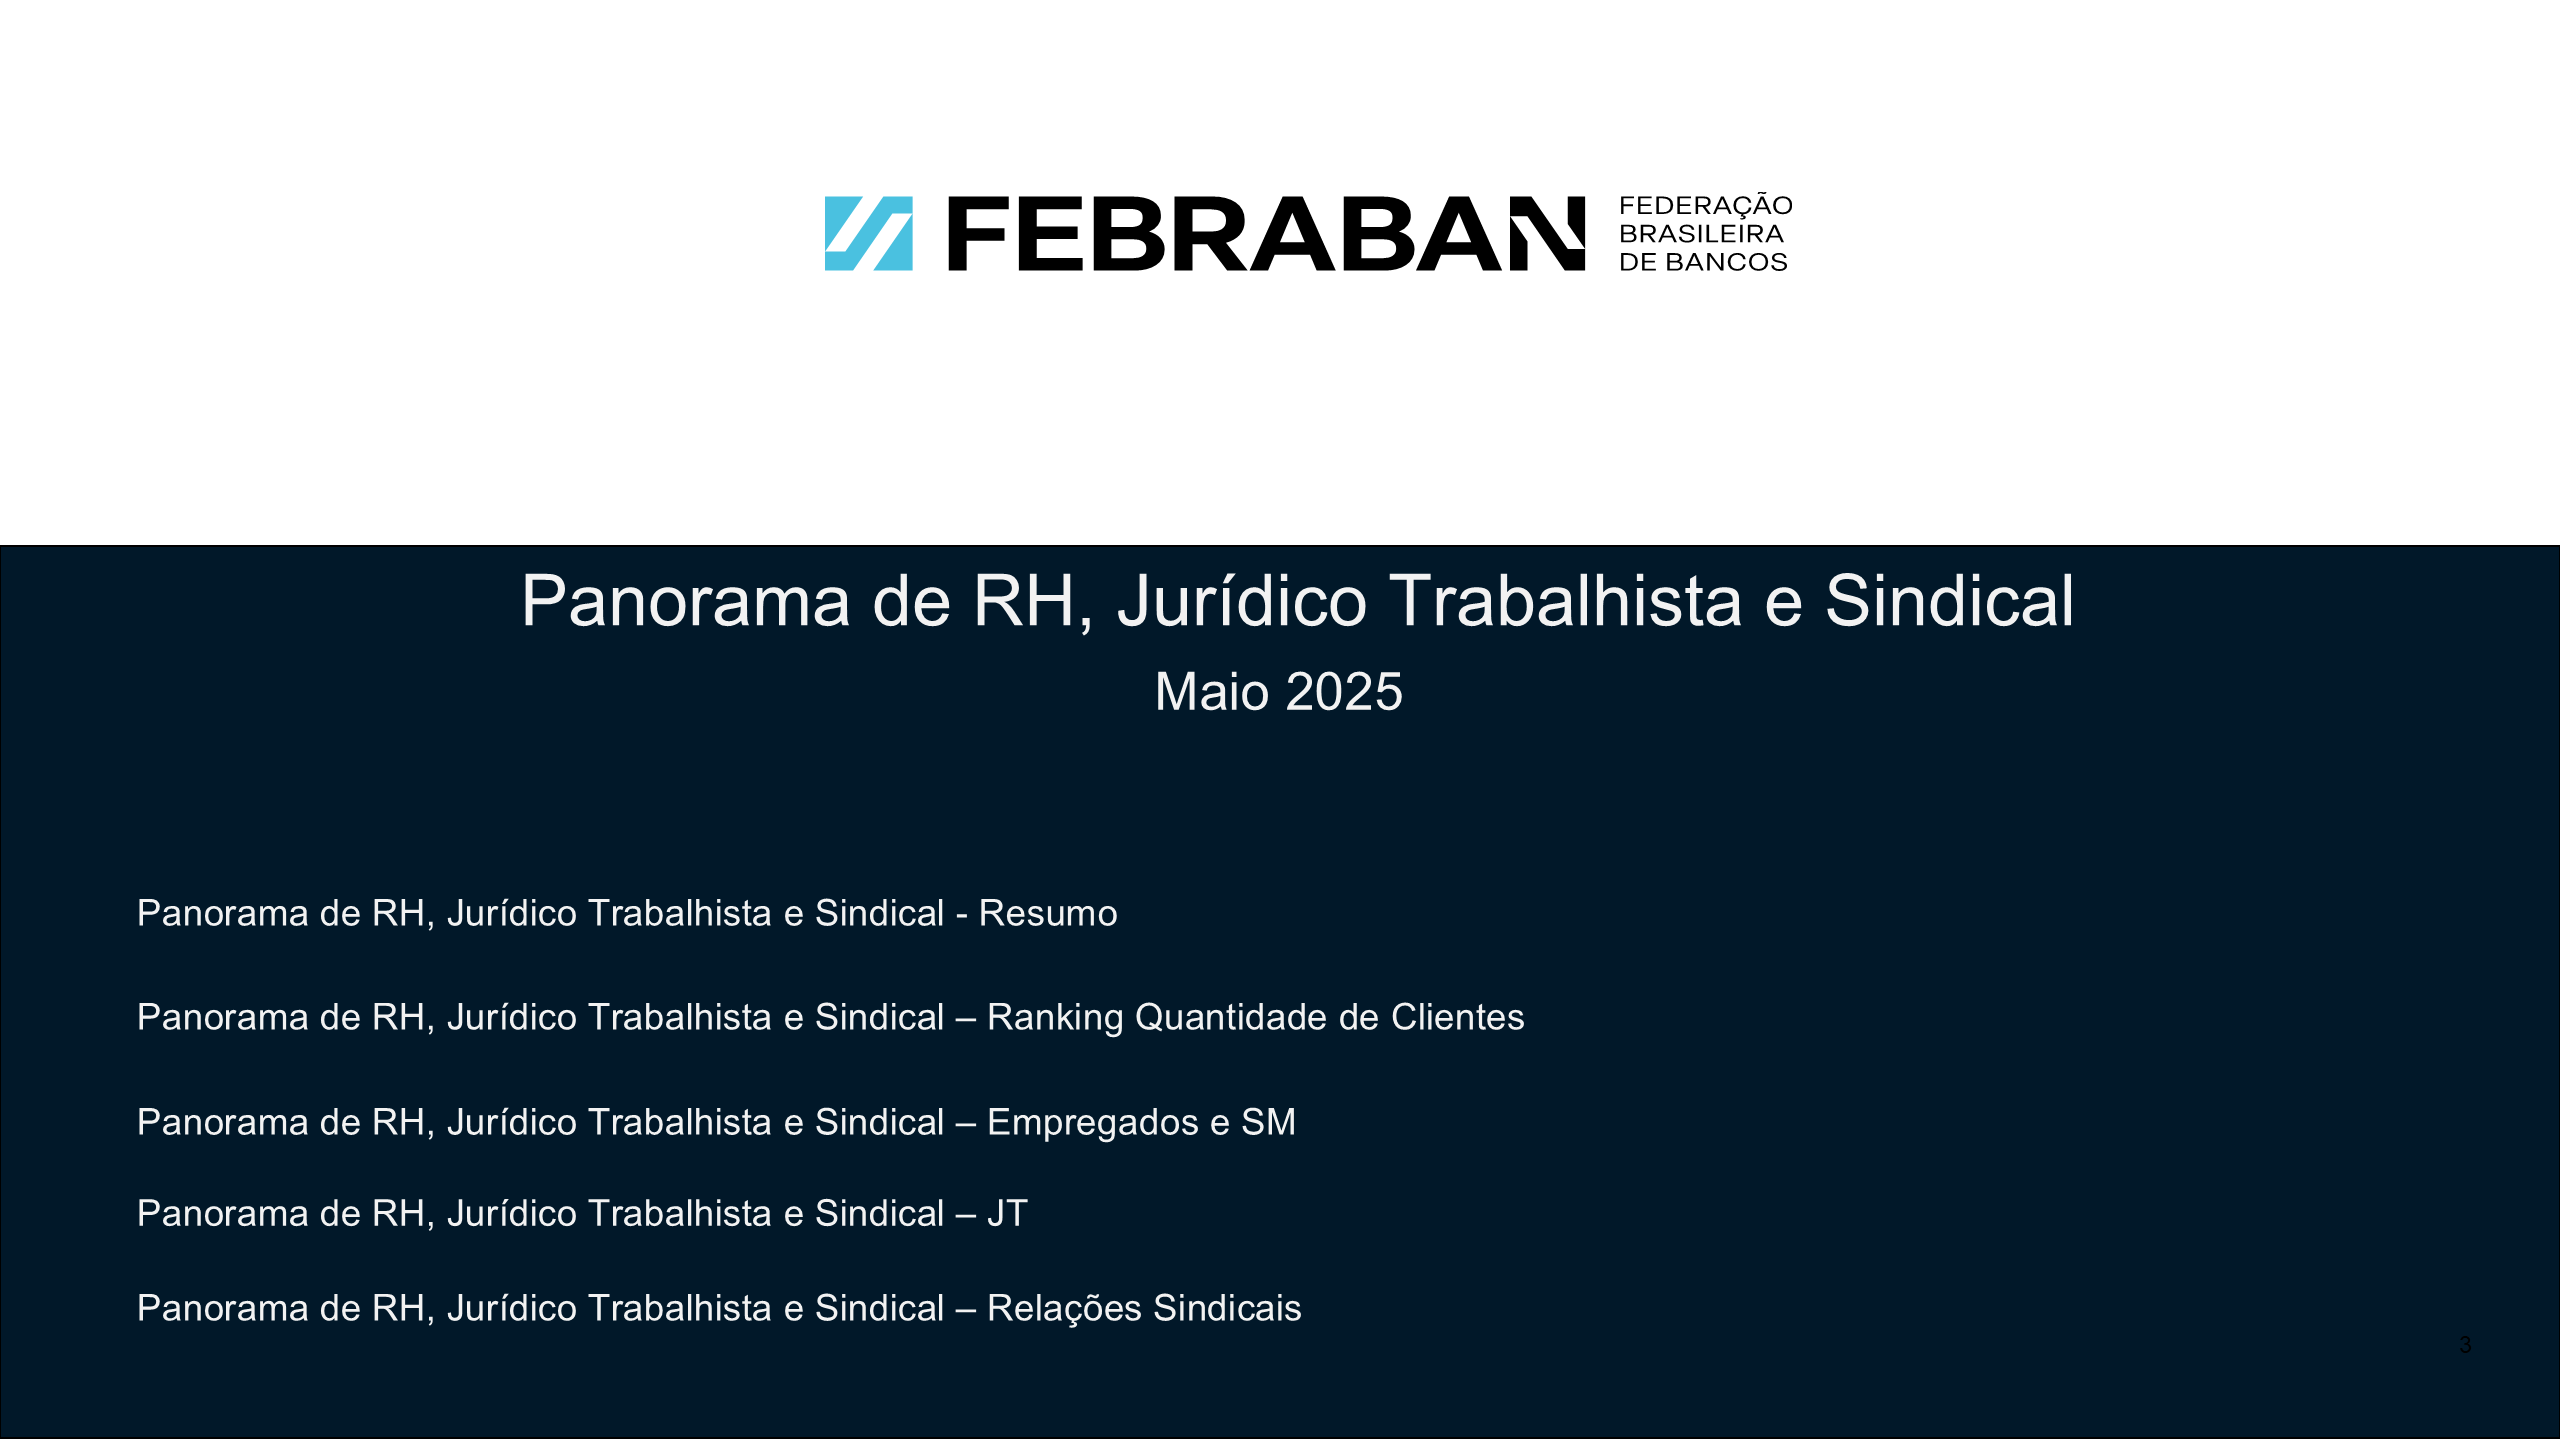 FEBRABAN
FEDERAÇÃO
BRASILEIRA
DE BANCOS
Panorama de RH, Jurídico Trabalhista e Sindical
Maio 2025
Panorama de RH, Jurídico Trabalhista e Sindical - Resumo
Panorama de RH, Jurídico Trabalhista e Sindical – Ranking Quantidade de Clientes
Panorama de RH, Jurídico Trabalhista e Sindical – Empregados e SM
Panorama de RH, Jurídico Trabalhista e Sindical – JT
Panorama de RH, Jurídico Trabalhista e Sindical – Relações Sindicais
3